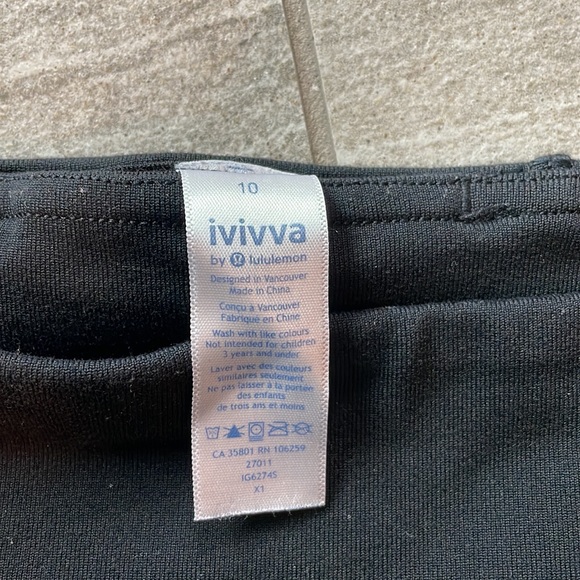 10
ivivva
by lululemon
Designed in Vancouver
Made in China
Conçu a Vancouver
Fabriqué en Chine
Wash with like colours
Not intended for children
3 years and under
Laver avec des couleurs
similaires seulement
Ne pas laisser à la portée
des enfants
de trois ans et moins
CA 35801 RN 106259
27011
IG6274S
X1